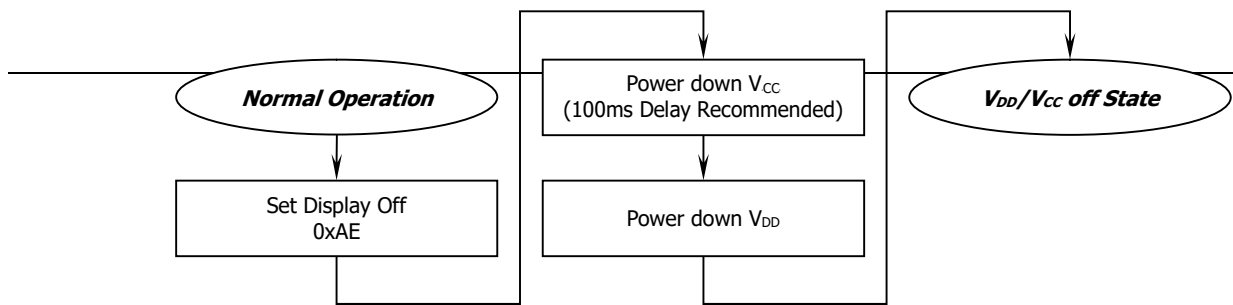 Normal Operation
Set Display Off
0xAE
Power down VCC
(100ms Delay Recommended)
Power down VDD
VDD/VCC off State